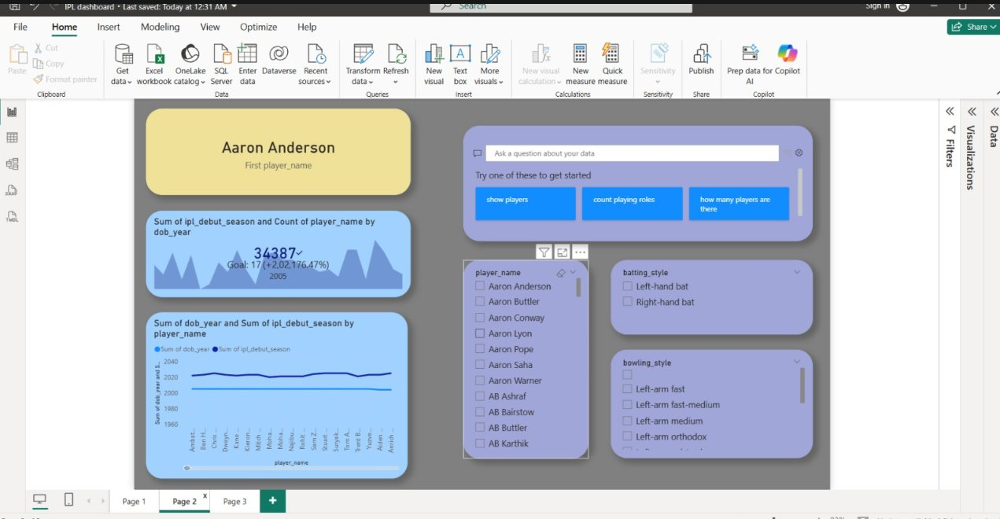 IPL dashboard • Last saved: Today at 12:31 AM
Search
Sign in
File Home Insert Modeling View Optimize Help
Share
Paste
Cut
Copy
Format painter
Clipboard
Get data
Excel workbook
OneLake catalog
SQL Server
Enter data
Dataverse
Recent sources
Data
Transform data
Refresh
Queries
New visual
Text box
More visuals
Insert
New visual calculation
New measure
Quick measure
Calculations
Sensitivity
Sensitivity
Publish
Share
Prep data for AI
Copilot
Copilot
Aaron Anderson
First player_name
Sum of ipl_debut_season and Count of player_name by
dob_year
34387
Goal: 17 (+2,02,176.47%)
2005
Sum of dob_year and Sum of ipl_debut_season by
player_name
Sum of dob_year Sum of ipl_debut_season
Sum of dob_year and S...
2040
2020
2000
1980
1960
Ambat...
Ben H...
Chris ...
Dwayn...
Kane ...
Kieron...
Mitch ...
Moha...
Moha...
Najibu...
Rohit ...
Sam Z...
Stuart ...
Suryak...
Tom A...
Trent B...
Yuzve...
Aiden ...
Anrich ...
player_name
Ask a question about your data
Try one of these to get started
show players
count playing roles
how many players are
there
player_name
Aaron Anderson
Aaron Buttler
Aaron Conway
Aaron Lyon
Aaron Pope
Aaron Saha
Aaron Warner
AB Ashraf
AB Bairstow
AB Buttler
AB Karthik
batting_style
Left-hand bat
Right-hand bat
bowling_style
Left-arm fast
Left-arm fast-medium
Left-arm medium
Left-arm orthodox
Filters
Visualizations
Data
DAX
TMDL
Page 1
Page 2
x
Page 3
+